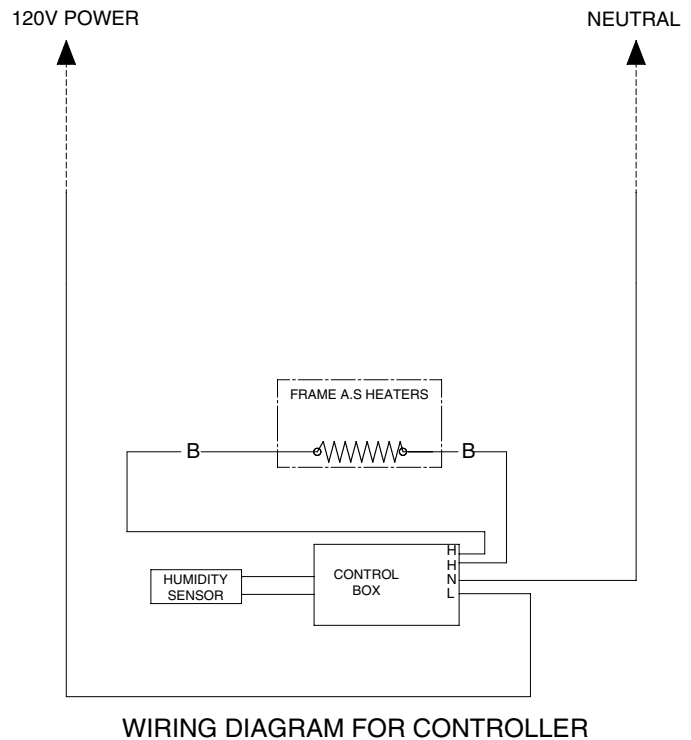 120V POWER
NEUTRAL
FRAME A.S HEATERS
B
B
HUMIDITY
SENSOR
CONTROL
BOX
H
H
N
L
WIRING DIAGRAM FOR CONTROLLER